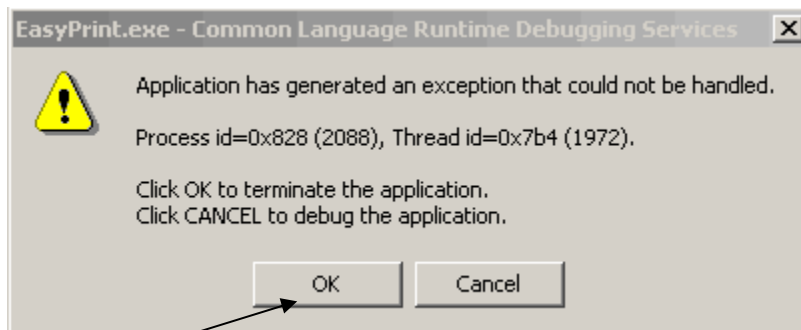 EasyPrint.exe - Common Language Runtime Debugging Services
Application has generated an exception that could not be handled.
Process id=0x828 (2088), Thread id=0x7b4 (1972).
Click OK to terminate the application.
Click CANCEL to debug the application.
OK Cancel